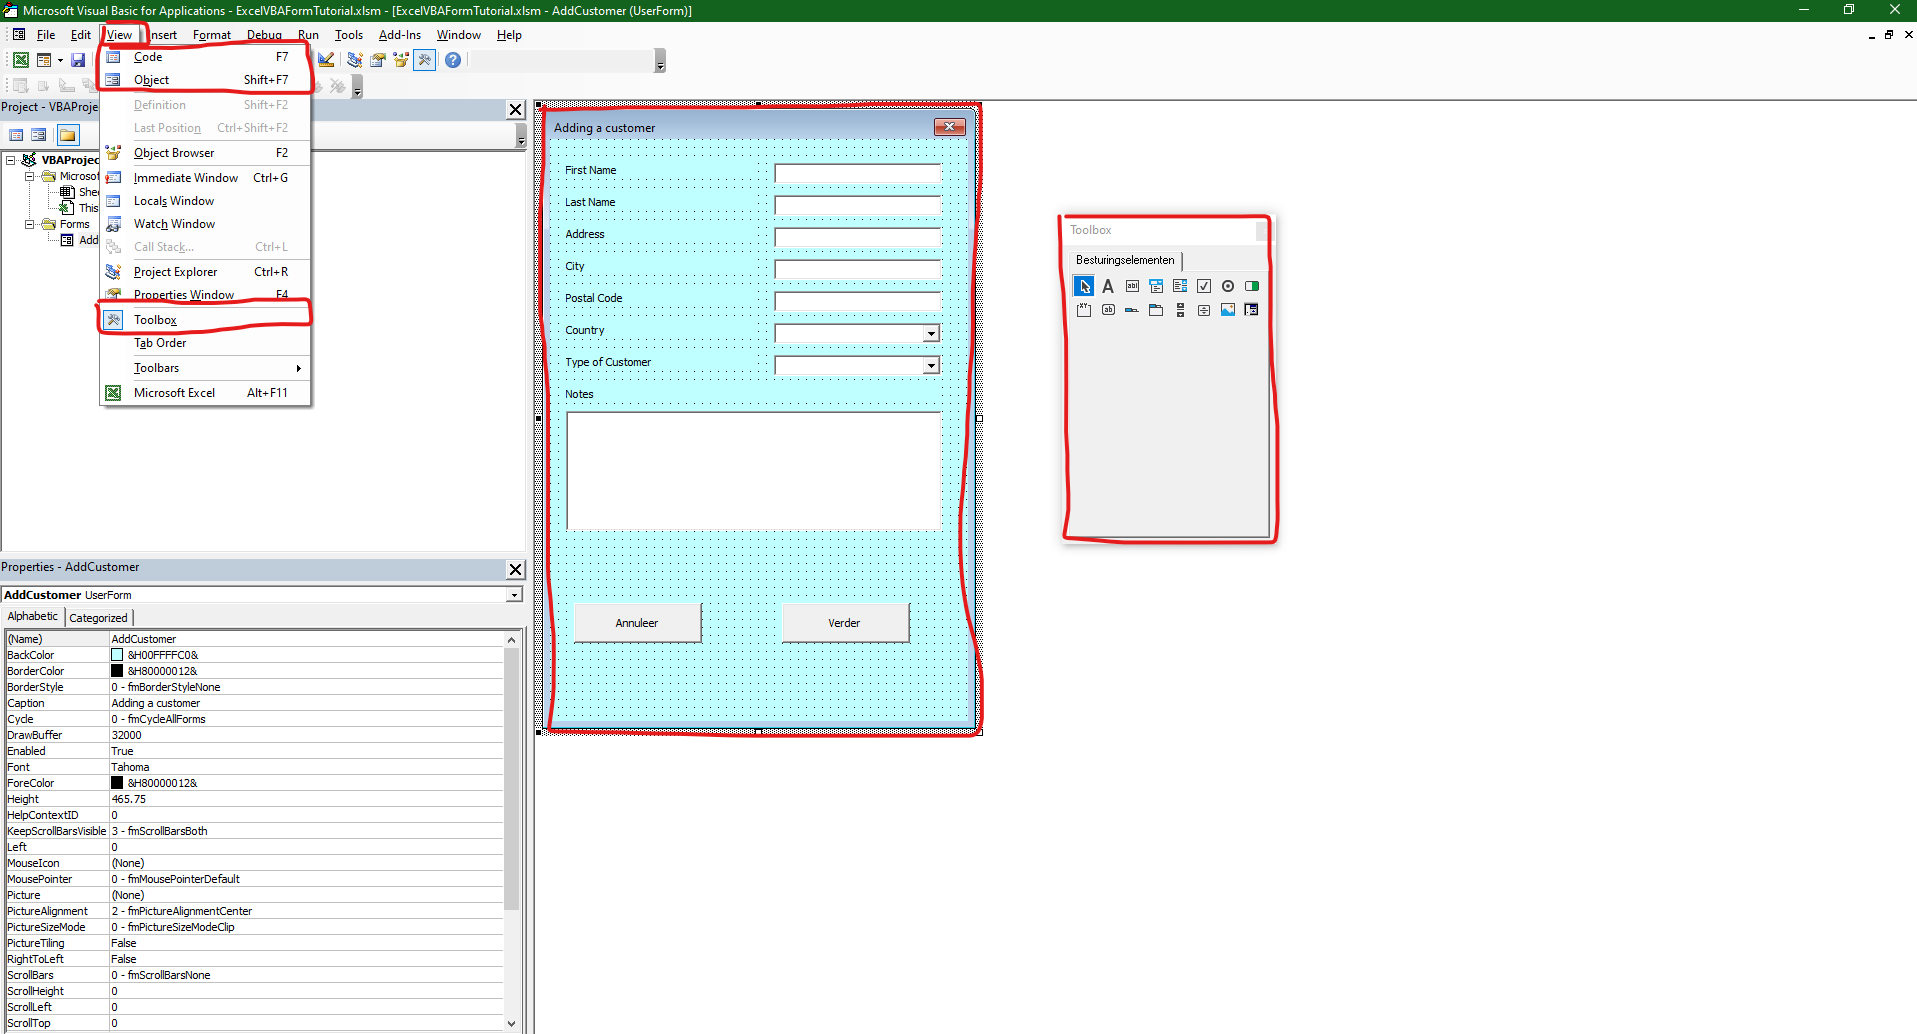 Microsoft Visual Basic for Applications - ExcelVBAFormTutorial.xlsm - [ExcelVBAFormTutorial.xlsm - AddCustomer (UserForm)]
File Edit View Insert Format Debug Run Tools Add-Ins Window Help
Code F7
Object Shift+F7
Definition Shift+F2
Last Position Ctrl+Shift+F2
Object Browser F2
Immediate Window Ctrl+G
Locals Window
Watch Window
Call Stack... Ctrl+L
Project Explorer Ctrl+R
Properties Window F4
Toolbox
Tab Order
Toolbars
Microsoft Excel Alt+F11
Project - VBAProje
VBAProjec
Microsof
Shee
This
Forms
Add
Properties - AddCustomer
AddCustomer UserForm
Alphabetic Categorized
(Name) AddCustomer
BackColor &H00FFFFC0&
BorderColor &H80000012&
BorderStyle 0 - fmBorderStyleNone
Caption Adding a customer
Cycle 0 - fmCycleAllForms
DrawBuffer 32000
Enabled True
Font Tahoma
ForeColor &H80000012&
Height 465.75
HelpContextID 0
KeepScrollBarsVisible 3 - fmScrollBarsBoth
Left 0
MouseIcon (None)
MousePointer 0 - fmMousePointerDefault
Picture (None)
PictureAlignment 2 - fmPictureAlignmentCenter
PictureSizeMode 0 - fmPictureSizeModeClip
PictureTiling False
RightToLeft False
ScrollBars 0 - fmScrollBarsNone
ScrollHeight 0
ScrollLeft 0
ScrollTop 0
Adding a customer
First Name
Last Name
Address
City
Postal Code
Country
Type of Customer
Notes
Annuleer Verder
Toolbox
Besturingselementen